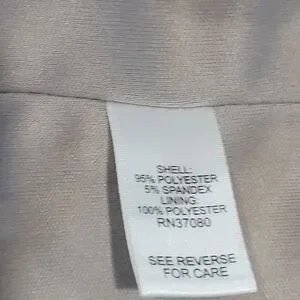 SHELL:
95% POLYESTER
5% SPANDEX
LINING:
100% POLYESTER
RN37080
SEE REVERSE
FOR CARE